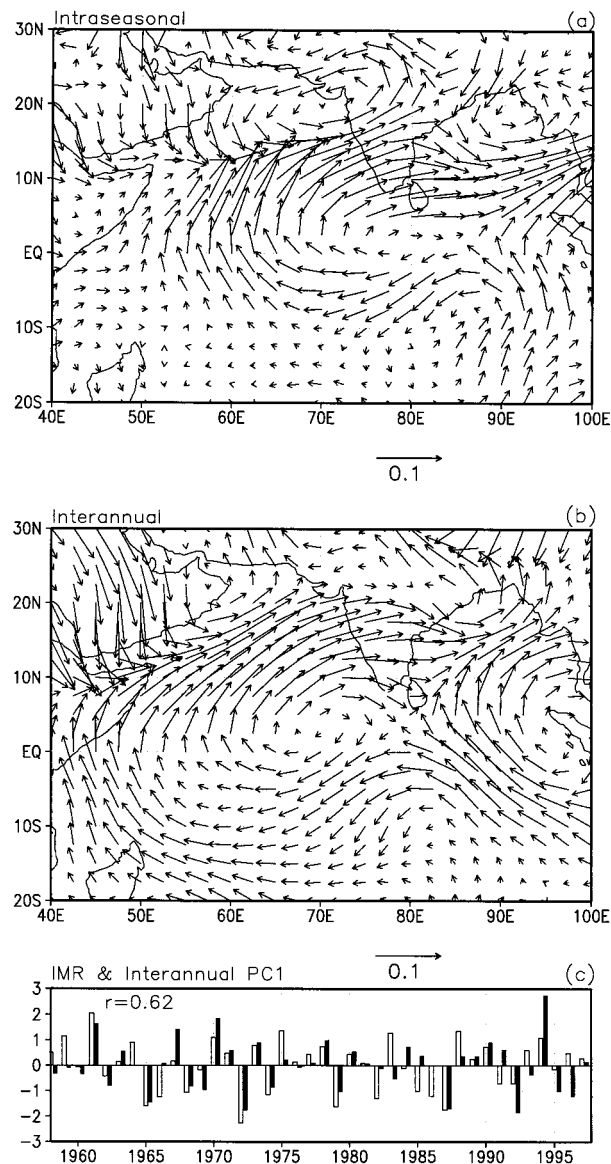 Intraseasonal (a)
30N
20N
10N
EQ
10S
20S
40E 50E 60E 70E 80E 90E 100E
0.1
Interannual (b)
30N
20N
10N
EQ
10S
20S
40E 50E 60E 70E 80E 90E 100E
0.1
IMR & Interannual PC1 (c)
r=0.62
3
2
1
0
-1
-2
-3
1960 1965 1970 1975 1980 1985 1990 1995